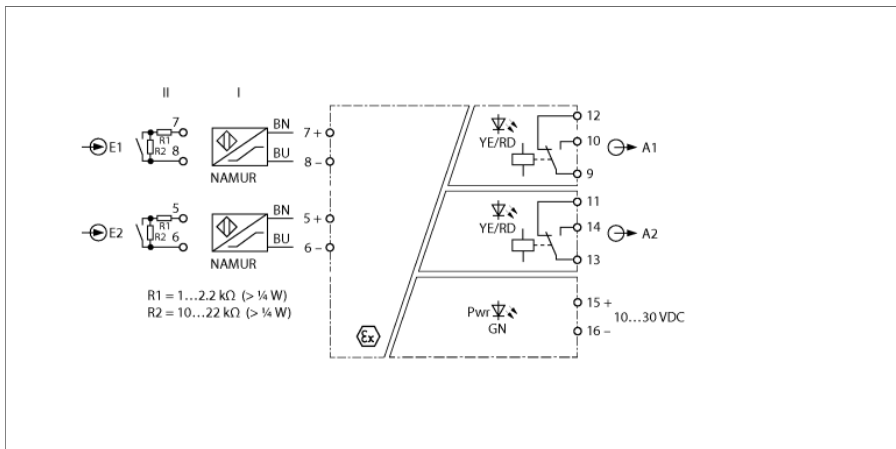 II
I
E1
7
R1
R2
8
BN
BU
NAMUR
7 +
8 –
E2
5
R1
R2
6
BN
BU
NAMUR
5 +
6 –
R1 = 1…2.2 kΩ (> ¼ W)
R2 = 10…22 kΩ (> ¼ W)
Ex
YE/RD
12
10
9
A1
YE/RD
11
14
13
A2
Pwr
GN
15 +
16 –
10…30 VDC